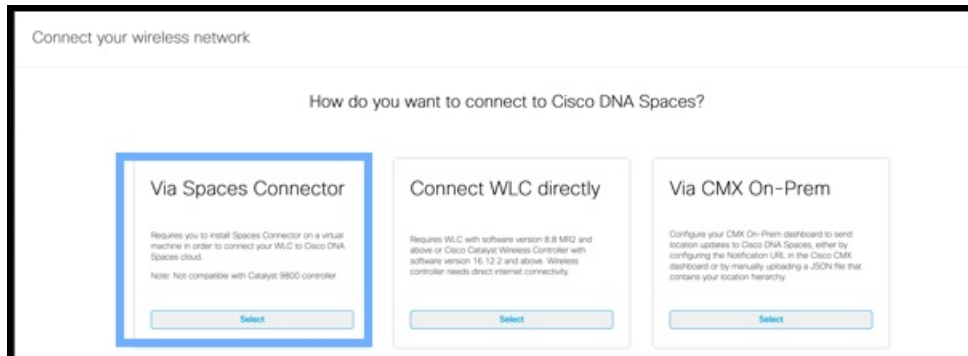 Connect your wireless network
How do you want to connect to Cisco DNA Spaces?
Via Spaces Connector
Requires you to install Spaces Connector on a virtual
machine in order to connect your WLC to Cisco DNA
Spaces cloud.
Note: Not compatible with Catalyst 9800 controller
Select
Connect WLC directly
Requires WLC with software version 8.8 MR2 and
above or Cisco Catalyst Wireless Controller with
software version 16.12.2 and above. Wireless
controller needs direct internet connectivity.
Select
Via CMX On-Prem
Configure your CMX On-Prem dashboard to send
location updates to Cisco DNA Spaces, either by
configuring the Notification URL in the Cisco CMX
dashboard or by manually uploading a JSON file that
contains your location hierarchy.
Select